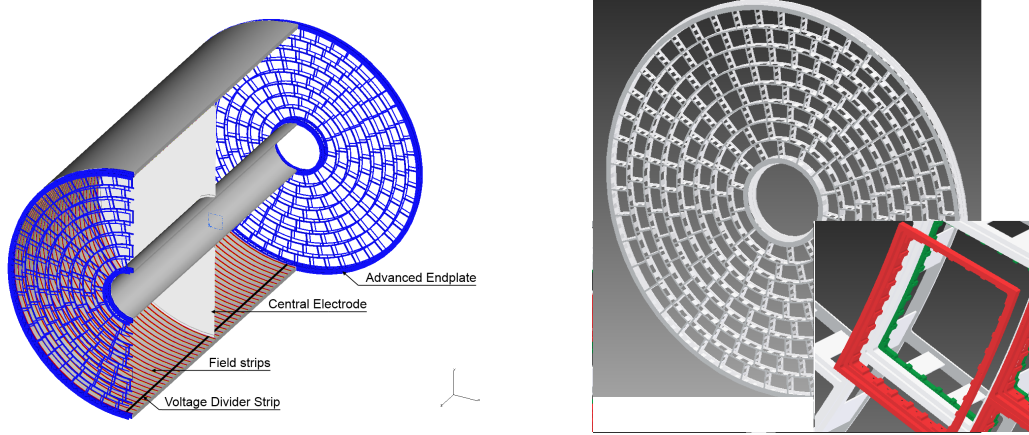 Advanced Endplate
Central Electrode
Field strips
Voltage Divider Strip